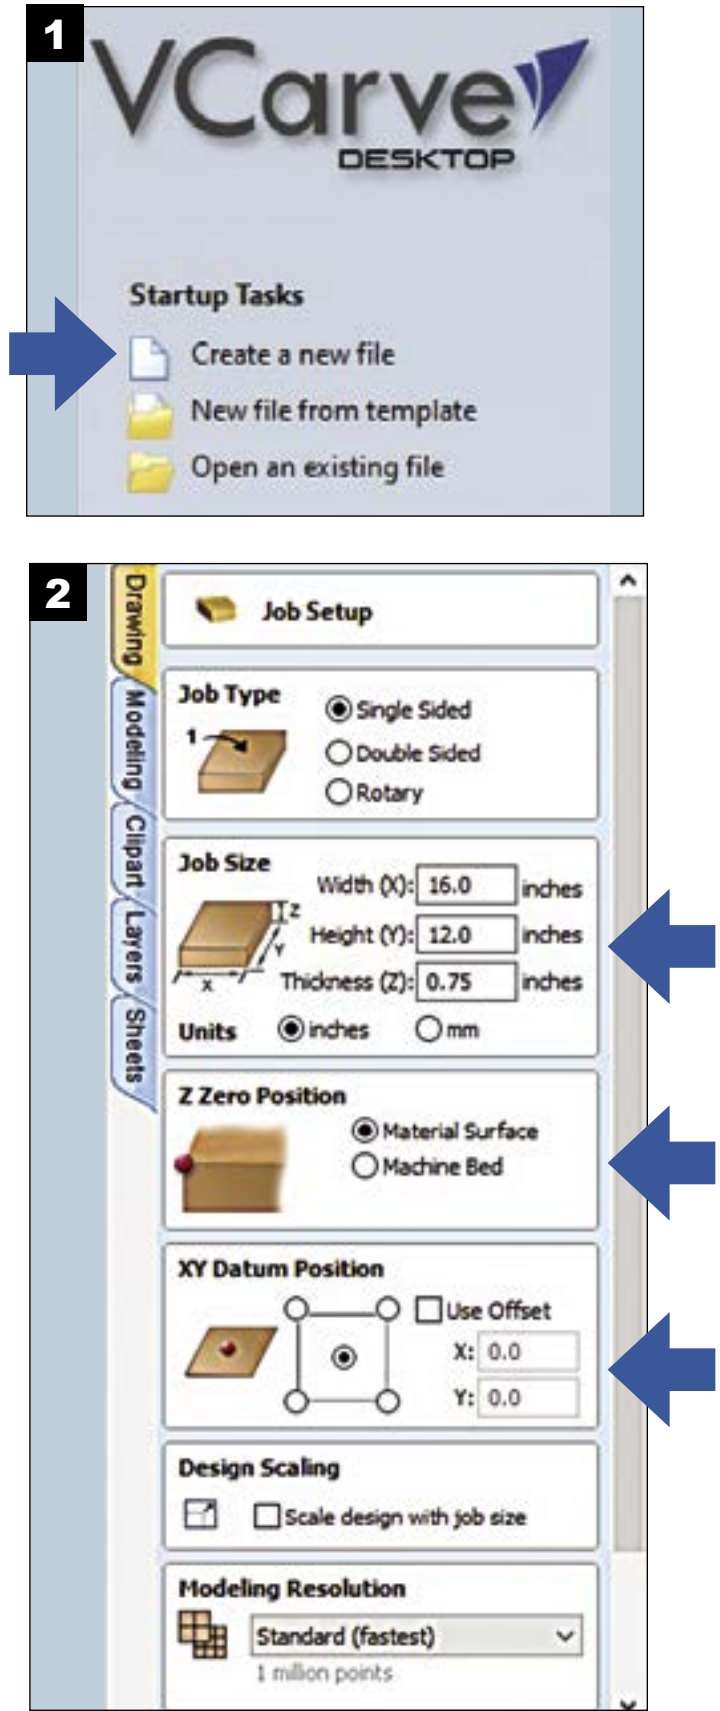 1
VCarve
DESKTOP
Startup Tasks
Create a new file
New file from template
Open an existing file
2
Drawing
Modeling
Clipart
Layers
Sheets
Job Setup
Job Type
1
Single Sided
Double Sided
Rotary
Job Size
Width (X): 16.0 inches
Z
Y
X
Height (Y): 12.0 inches
Thickness (Z): 0.75 inches
Units inches mm
Z Zero Position
Material Surface
Machine Bed
XY Datum Position
Use Offset
X: 0.0
Y: 0.0
Design Scaling
Scale design with job size
Modeling Resolution
Standard (fastest)
1 million points